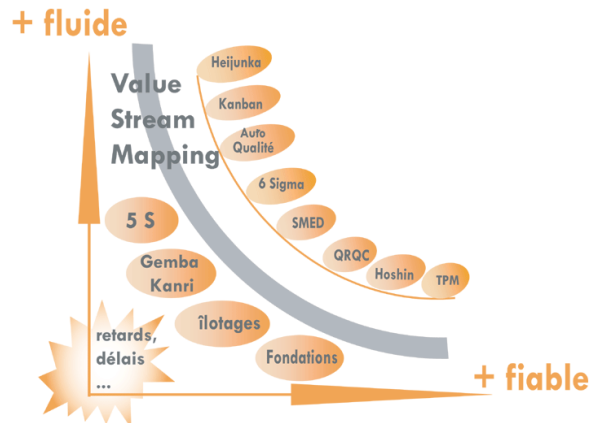 + fluide
Value
Stream
Mapping
Heijunka
Kanban
Auto
Qualité
6 Sigma
SMED
QRQC
Hoshin
TPM
5 S
Gemba
Kanri
îlotages
Fondations
retards,
délais
...
+ fiable